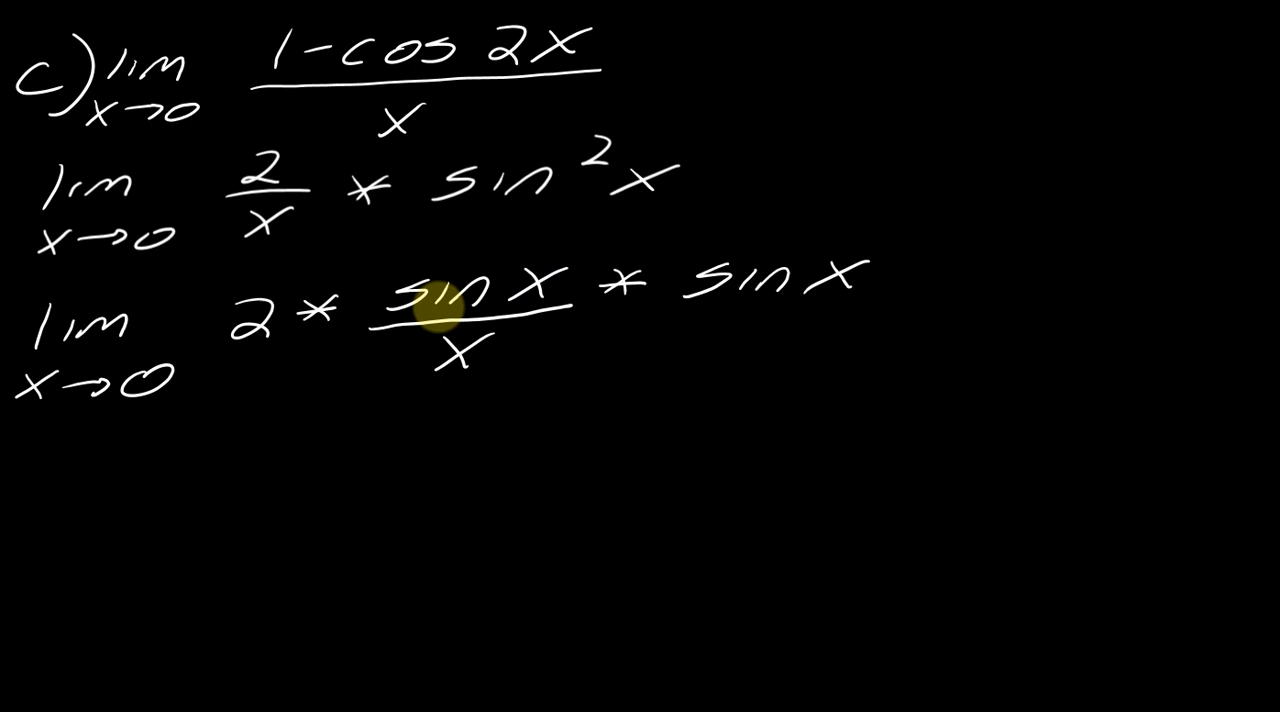 c) lim x→0 (1 - cos 2x)/x
lim x→0 2/x * sin²x
lim x→0 2 * (sin x)/x * sin x